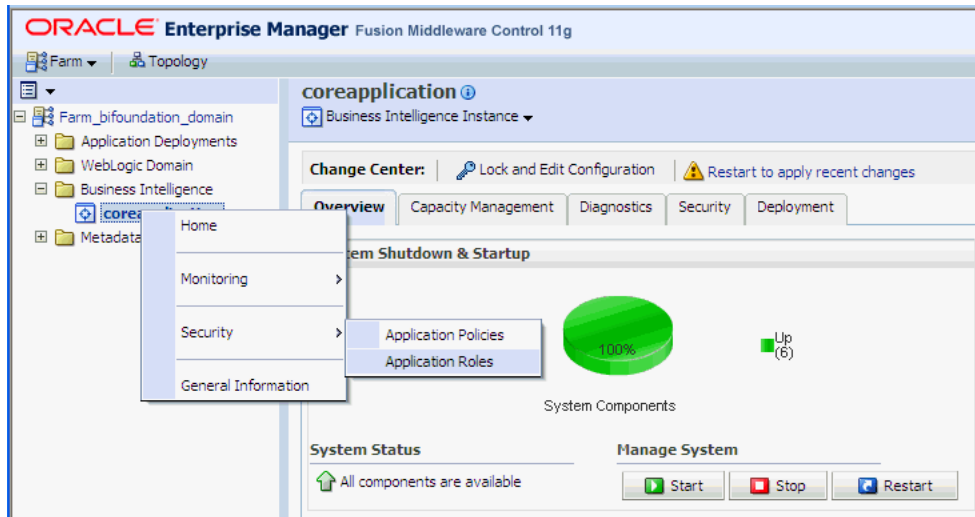 ORACLE Enterprise Manager Fusion Middleware Control 11g
Farm Topology
coreapplication
Farm_bifoundation_domain
Business Intelligence Instance
Application Deployments
WebLogic Domain
Change Center: Lock and Edit Configuration Restart to apply recent changes
Business Intelligence
Overview Capacity Management Diagnostics Security Deployment
Home
Metadata
Shutdown & Startup
Monitoring
Security
Application Policies
Application Roles
100%
Up
(6)
General Information
System Components
System Status
Manage System
All components are available
Start Stop Restart